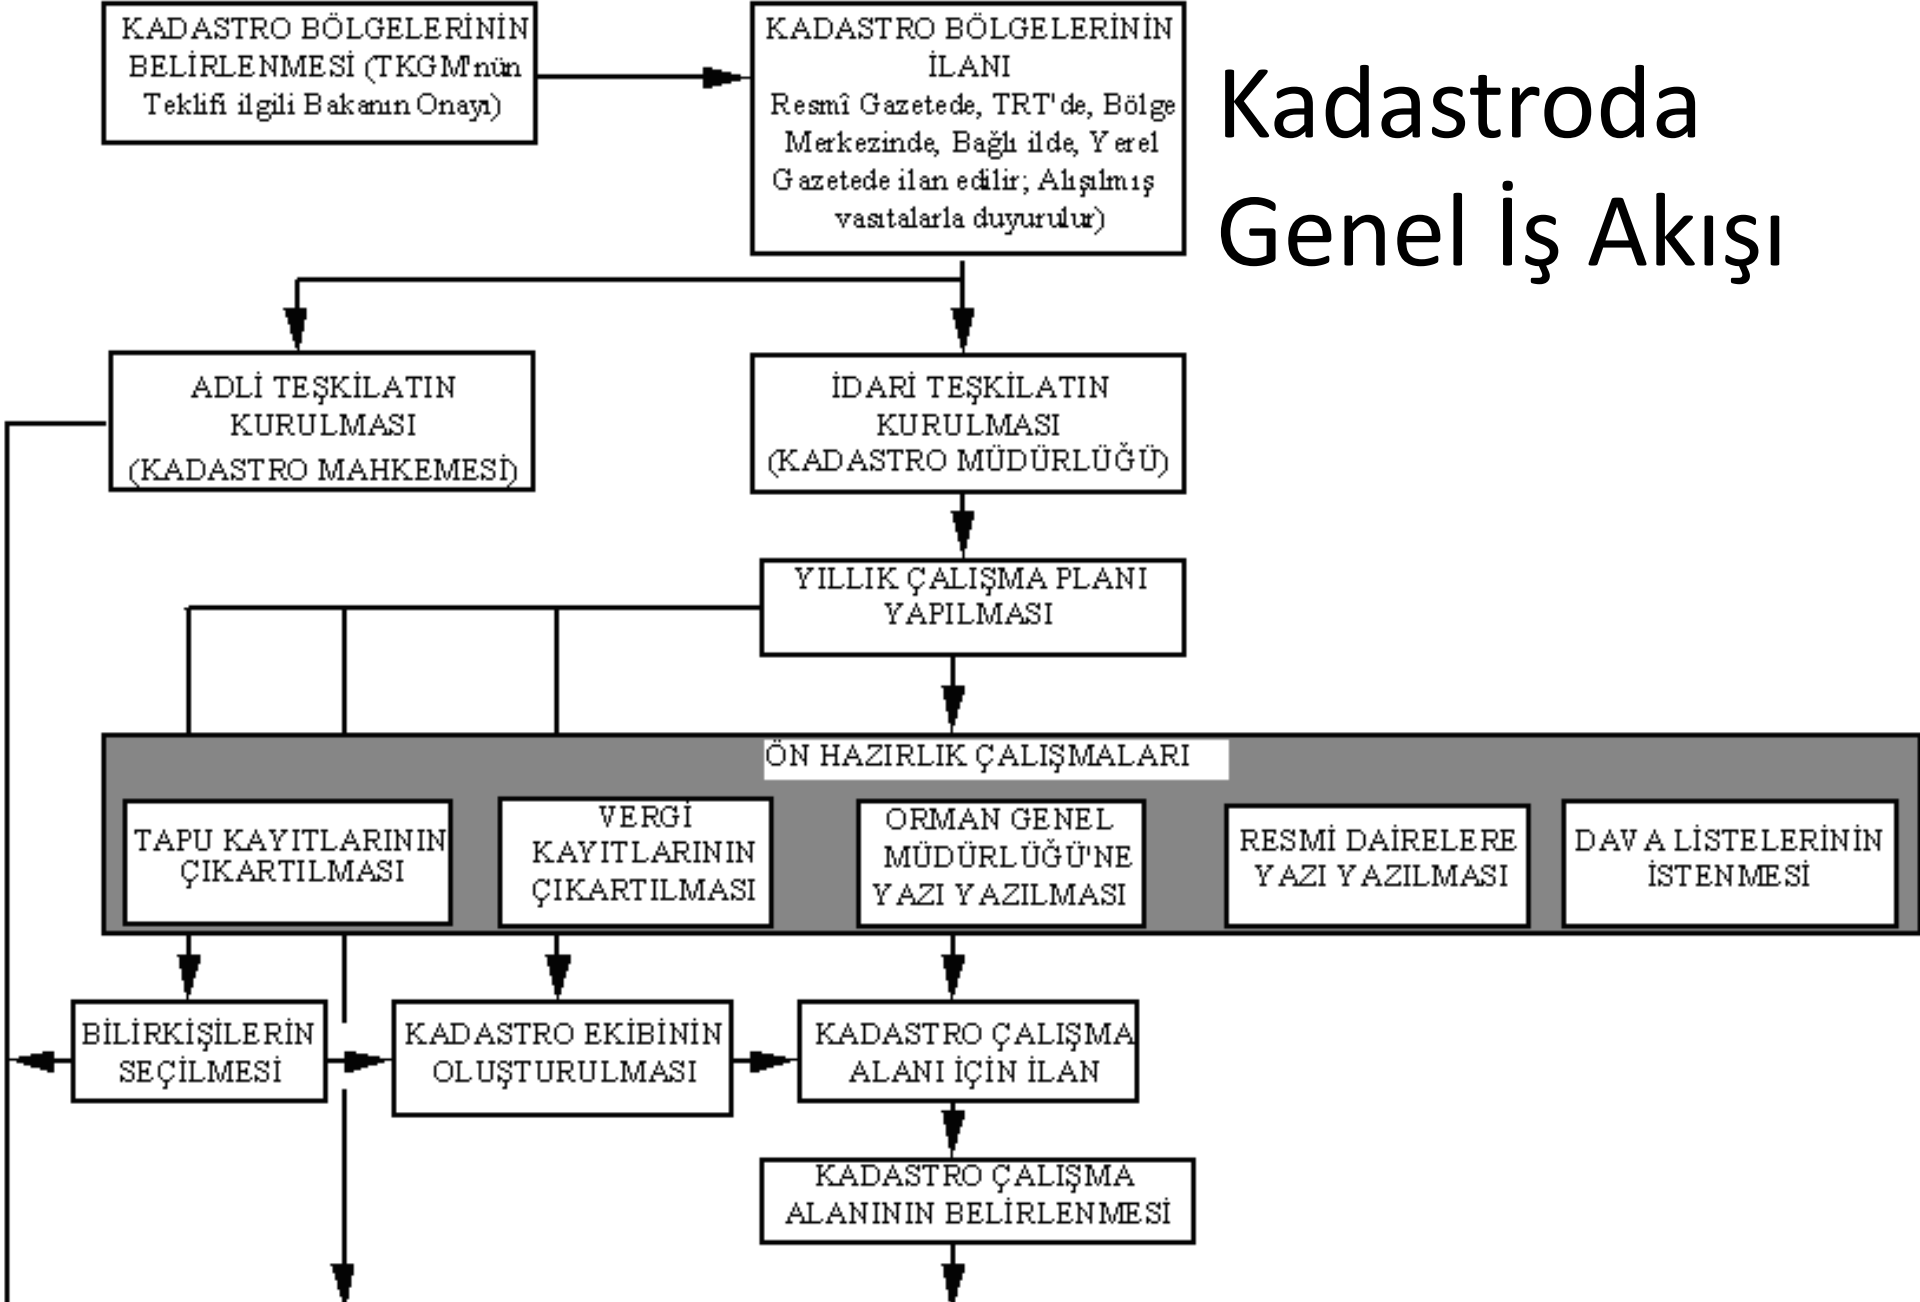 KADASTRO BÖLGELERİNİN
BELİRLENMESİ (TKGM'nün
Teklifi ilgili Bakanın Onayı)
KADASTRO BÖLGELERİNİN
İLANI
Resmî Gazetede, TRT'de, Bölge
Merkezinde, Bağlı ilde, Yerel
Gazetede ilan edilir; Alışılmış
vasıtalarla duyurulur)
Kadastroda
Genel İş Akışı
ADLİ TEŞKİLATIN
KURULMASI
(KADASTRO MAHKEMESİ)
İDARİ TEŞKİLATIN
KURULMASI
(KADASTRO MÜDÜRLÜĞÜ)
YILLIK ÇALIŞMA PLANI
YAPILMASI
ÖN HAZIRLIK ÇALIŞMALARI
TAPU KAYITLARININ
ÇIKARTILMASI
VERGİ
KAYITLARININ
ÇIKARTILMASI
ORMAN GENEL
MÜDÜRLÜĞÜ'NE
YAZI YAZILMASI
RESMİ DAİRELERE
YAZI YAZILMASI
DAVA LİSTELERİNİN
İSTENMESİ
BİLİRKİŞİLERİN
SEÇİLMESİ
KADASTRO EKİBİNİN
OLUŞTURULMASI
KADASTRO ÇALIŞMA
ALANI İÇİN İLAN
KADASTRO ÇALIŞMA
ALANININ BELİRLENMESİ